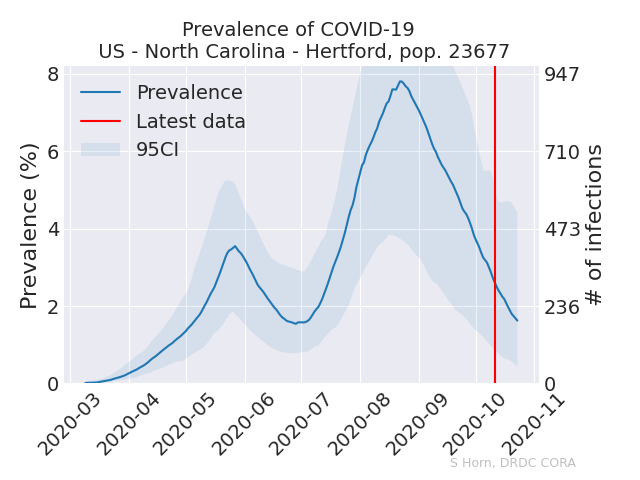 Prevalence of COVID-19
US - North Carolina - Hertford, pop. 23677
Prevalence (%)
8
6
4
2
0
Prevalence
Latest data
95CI
947
710
473
236
0
# of infections
2020-03
2020-04
2020-05
2020-06
2020-07
2020-08
2020-09
2020-10
2020-11
S Horn, DRDC CORA